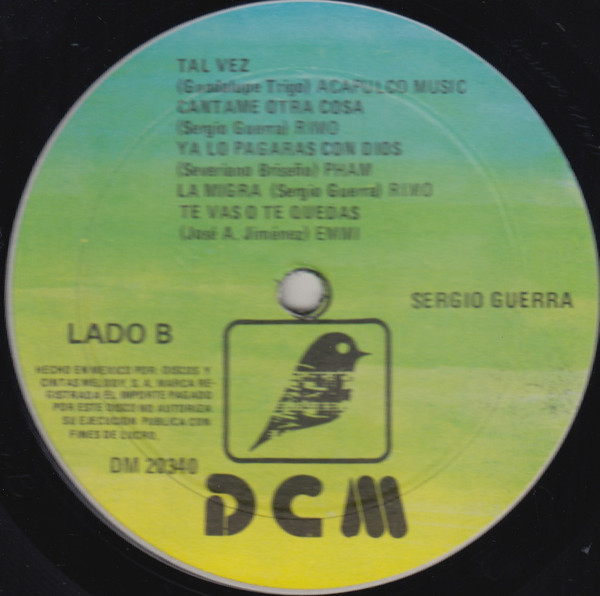 TAL VEZ
(Guadalupe Trigo) ACAPULCO MUSIC
CANTAME OTRA COSA
(Sergio Guerra) RIMO
YA LO PAGARAS CON DIOS
(Severiano Briseño) PHAM
LA MIGRA (Sergio Guerra) RIMO
TE VAS O TE QUEDAS
(José A. Jiménez) EMMI
SERGIO GUERRA
LADO B
HECHO EN MEXICO POR: DISCOS Y
CINTAS MELODY, S. A. MARCA RE-
GISTRADA, EL IMPORTE PAGADO
POR ESTE DISCO NO AUTORIZA
SU EJECUCION PUBLICA CON
FINES DE LUCRO.
DM 20340
DCM